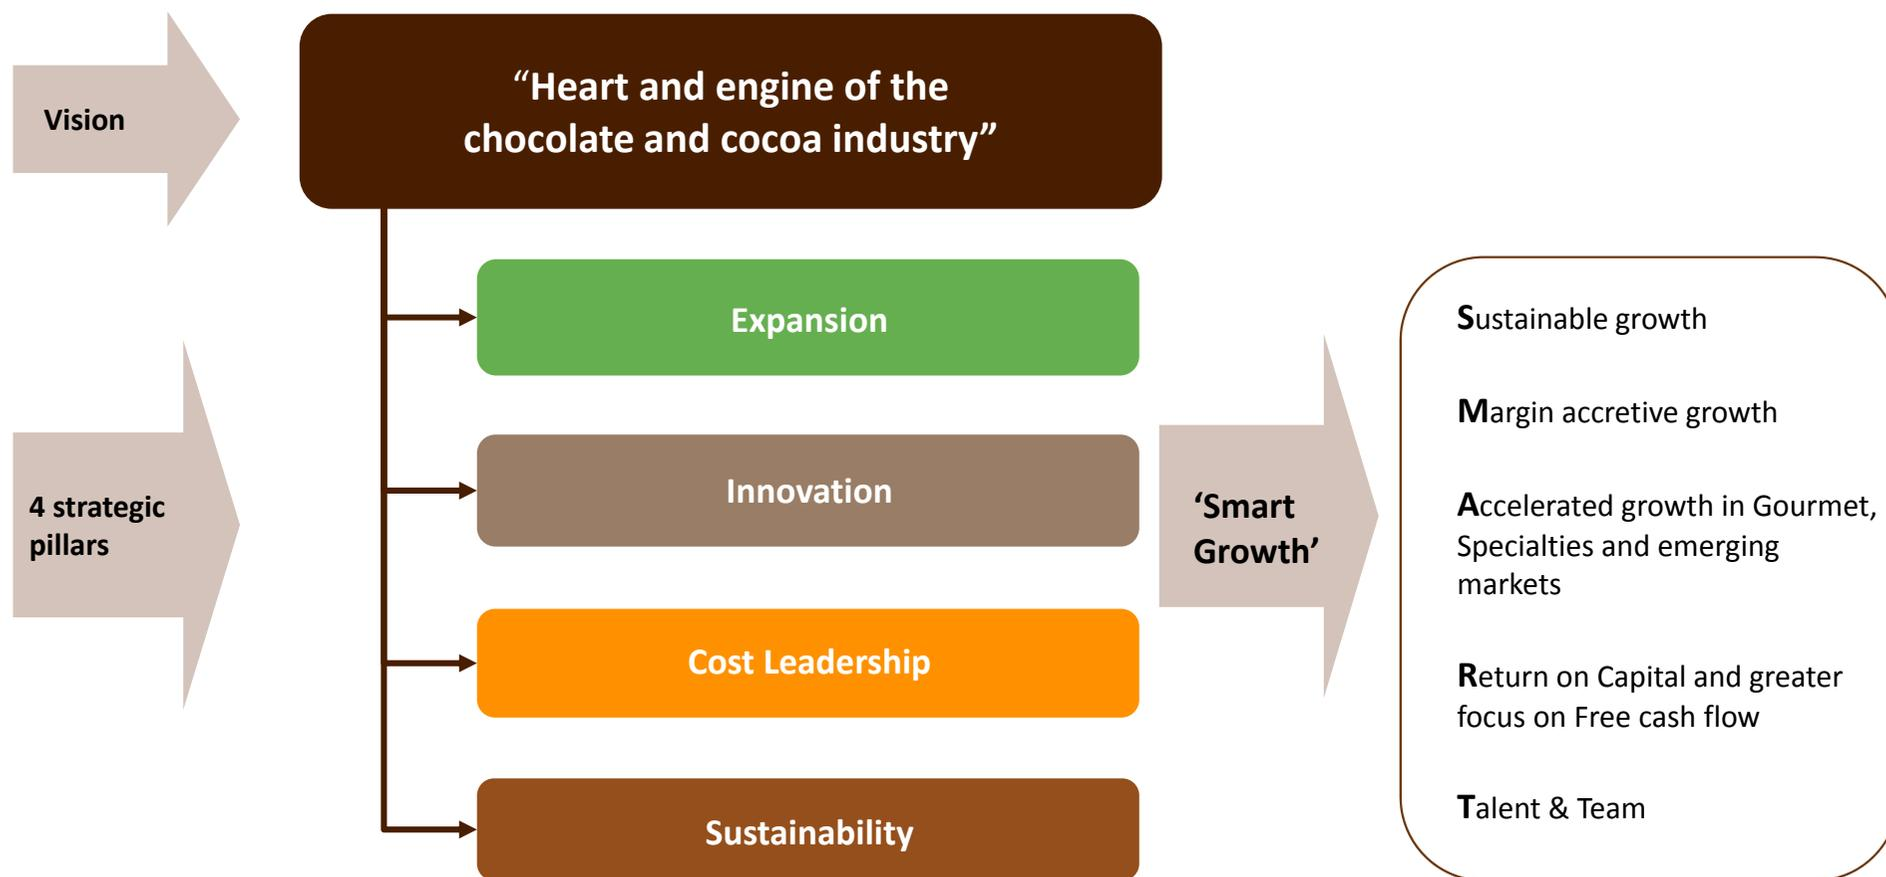 Vision
“Heart and engine of the
chocolate and cocoa industry”
4 strategic
pillars
Expansion
Innovation
Cost Leadership
Sustainability
‘Smart
Growth’
Sustainable growth
Margin accretive growth
Accelerated growth in Gourmet,
Specialties and emerging
markets
Return on Capital and greater
focus on Free cash flow
Talent & Team